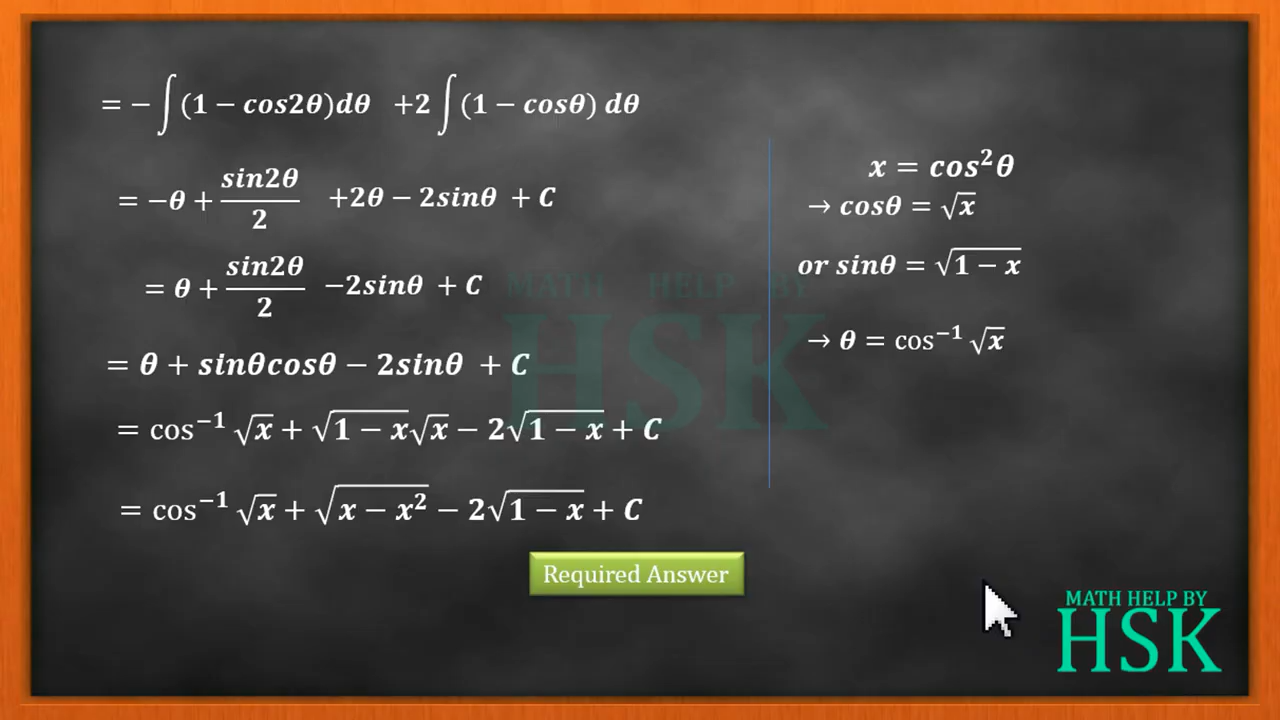 = −∫(1 − cos2θ)dθ +2∫(1 − cosθ) dθ
= −θ + sin2θ/2 +2θ − 2sinθ + C
= θ + sin2θ/2 −2sinθ + C
= θ + sinθcosθ − 2sinθ + C
= cos⁻¹ √x + √(1 − x)√x − 2√(1 − x) + C
= cos⁻¹ √x + √(x − x²) − 2√(1 − x) + C
Required Answer
x = cos²θ
→ cosθ = √x
or sinθ = √(1 − x)
→ θ = cos⁻¹ √x
MATH HELP BY
HSK
MATH HELP BY
HSK